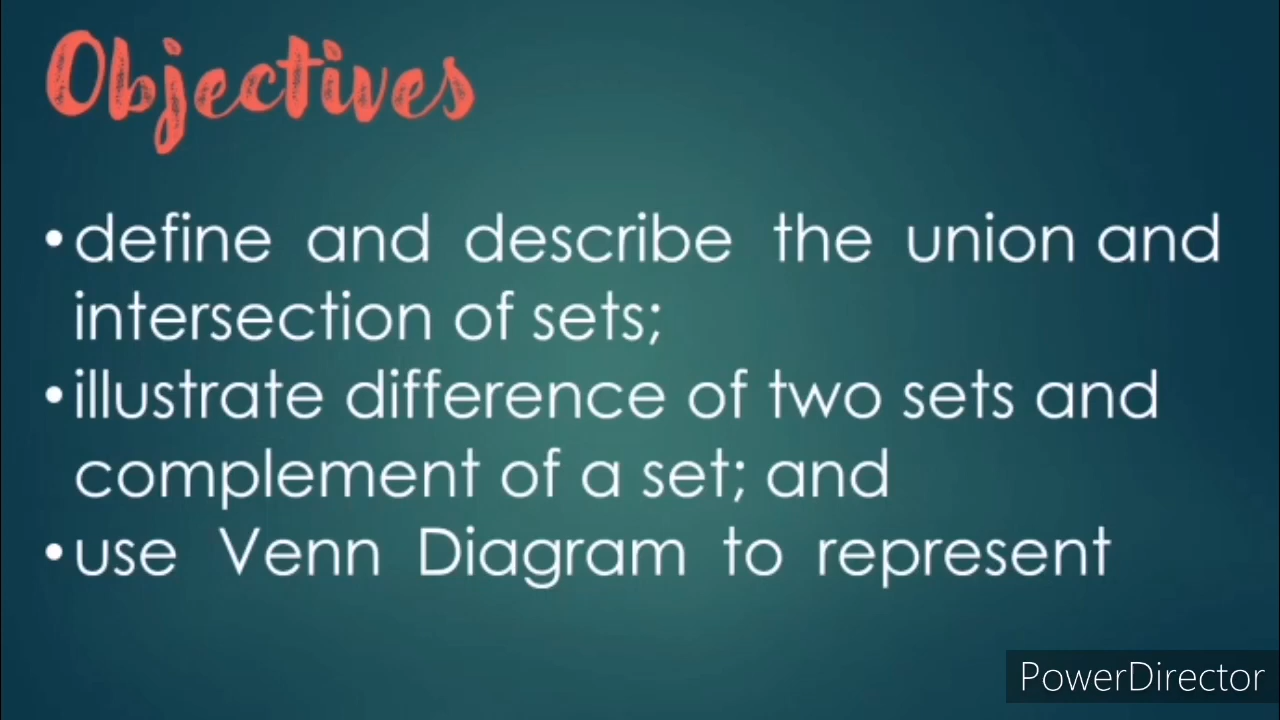 Objectives
•define and describe the union and
intersection of sets;
•illustrate difference of two sets and
complement of a set; and
•use Venn Diagram to represent
PowerDirector